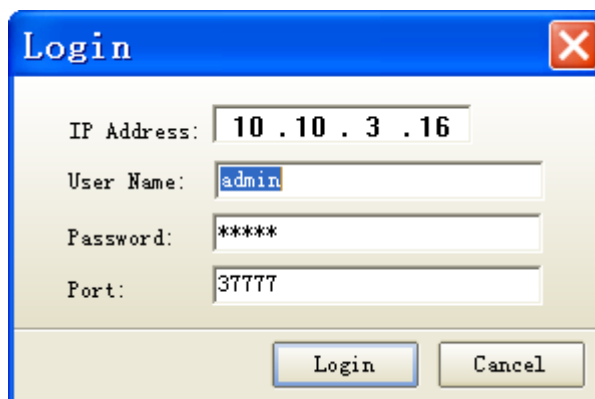 Login
IP Address: 10 .10 . 3 .16
User Name: admin
Password: *****
Port: 37777
Login Cancel